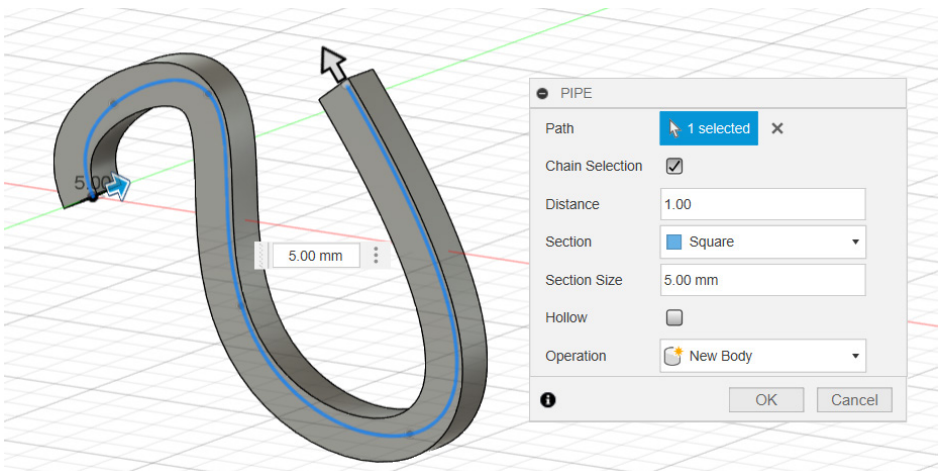 PIPE
Path 1 selected
Chain Selection
Distance 1.00
Section Square
Section Size 5.00 mm
Hollow
Operation New Body
OK Cancel
5.00
5.00 mm